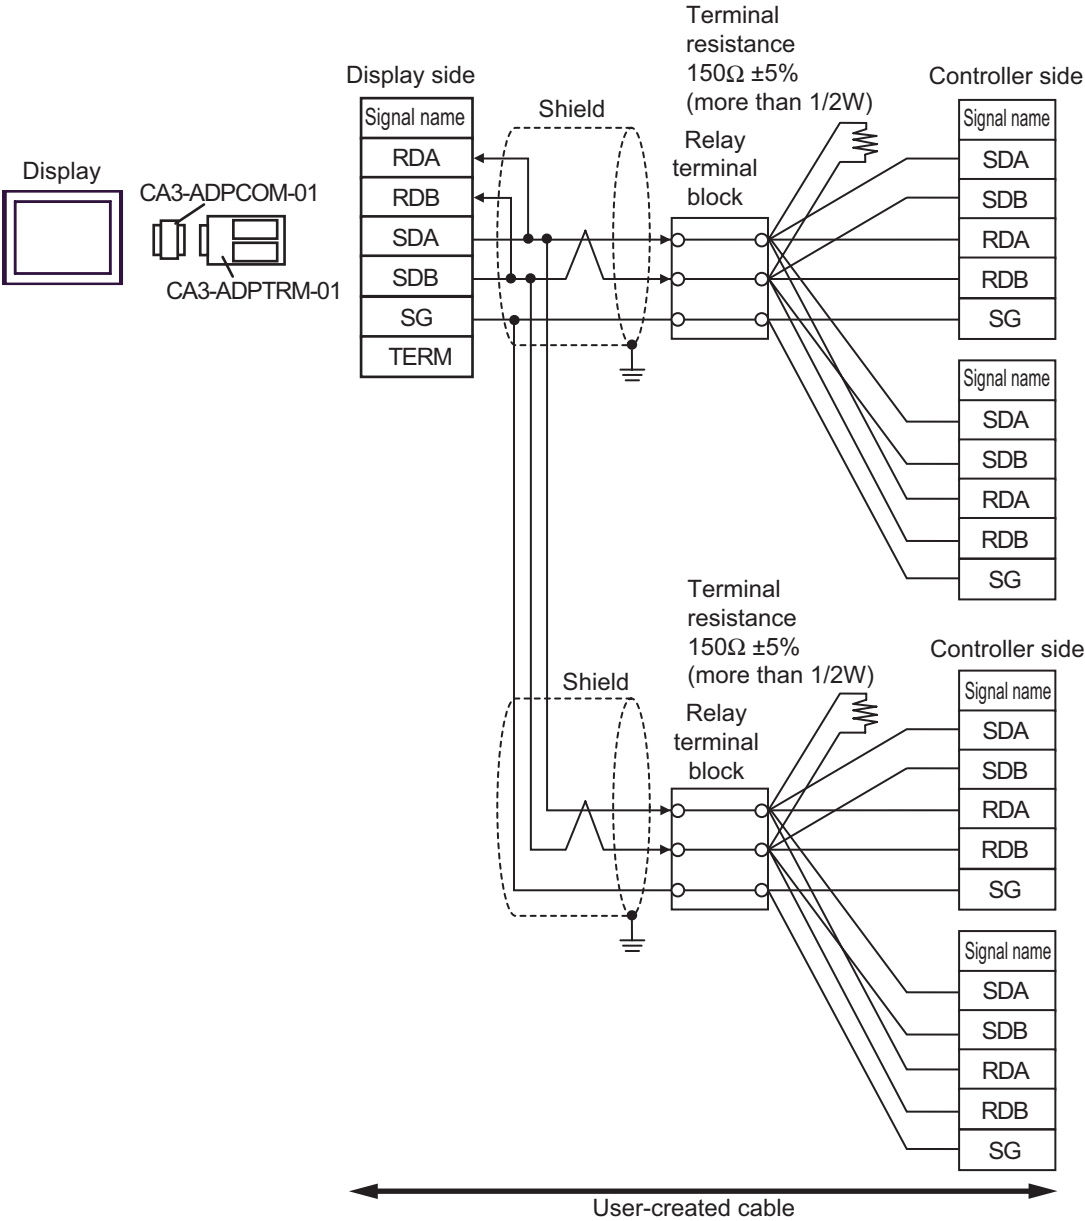 Display
CA3-ADPCOM-01
CA3-ADPTRM-01
Display side
Signal name
RDA
RDB
SDA
SDB
SG
TERM
Shield
Terminal
resistance
150Ω ±5%
(more than 1/2W)
Relay
terminal
block
Controller side
Signal name
SDA
SDB
RDA
RDB
SG
Signal name
SDA
SDB
RDA
RDB
SG
Shield
Terminal
resistance
150Ω ±5%
(more than 1/2W)
Relay
terminal
block
Controller side
Signal name
SDA
SDB
RDA
RDB
SG
Signal name
SDA
SDB
RDA
RDB
SG
User-created cable